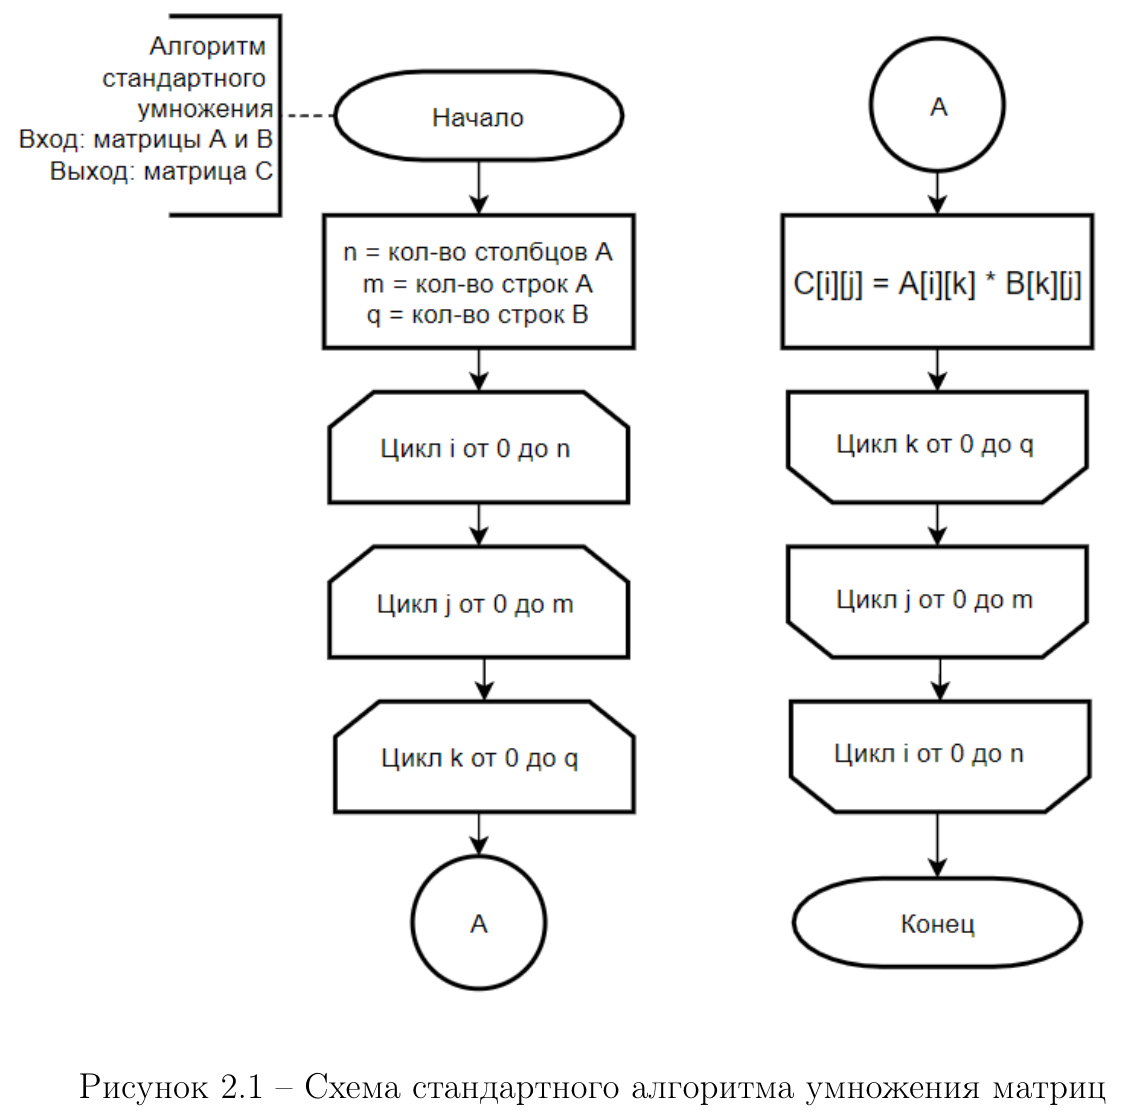 Алгоритм
стандартного
умножения
Вход: матрицы A и B
Выход: матрица C
Начало
n = кол-во столбцов A
m = кол-во строк A
q = кол-во строк B
Цикл i от 0 до n
Цикл j от 0 до m
Цикл k от 0 до q
A
A
C[i][j] = A[i][k] * B[k][j]
Цикл k от 0 до q
Цикл j от 0 до m
Цикл i от 0 до n
Конец
Рисунок 2.1 – Схема стандартного алгоритма умножения матриц